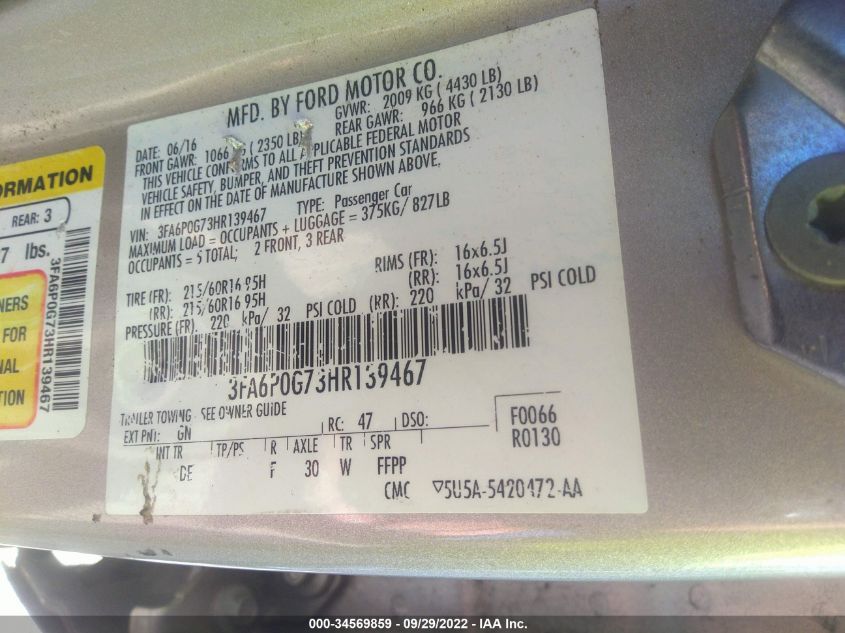 MFD. BY FORD MOTOR CO.
DATE: 06/16 GVWR: 2009 KG ( 4430 LB)
FRONT GAWR: 1066 ( 2350 LB) REAR GAWR: 966 KG ( 2130 LB)
THIS VEHICLE CONFORMS TO ALL APPLICABLE FEDERAL MOTOR
VEHICLE SAFETY, BUMPER, AND THEFT PREVENTION STANDARDS
IN EFFECT ON THE DATE OF MANUFACTURE SHOWN ABOVE.
VIN: 3FA6P0G73HR139467 TYPE: Passenger Car
MAXIMUM LOAD = OCCUPANTS + LUGGAGE = 375KG/ 827LB
OCCUPANTS = 5 TOTAL; 2 FRONT, 3 REAR
TIRE (FR): 215/60R16 95H RIMS (FR): 16x6.5J
(RR): 215/60R16 95H (RR): 16x6.5J
PRESSURE (FR): 220 kPa/ 32 PSI COLD (RR): 220 kPa/ 32 PSI COLD
3FA6P0G73HR139467
TRAILER TOWING - SEE OWNER GUIDE
EXT PNT: GN RC: 47 DSO: F0066
R0130
INT TR TP/PS R AXLE TR SPR
DE F 30 W FFPP
CMC 5U5A-5420472-AA
ORMATION
REAR: 3
7 lbs.
3FA6P0G73HR139467
NERS
FOR
NAL
TION
000-34569859 / 09/29/2022 - IAA Inc.